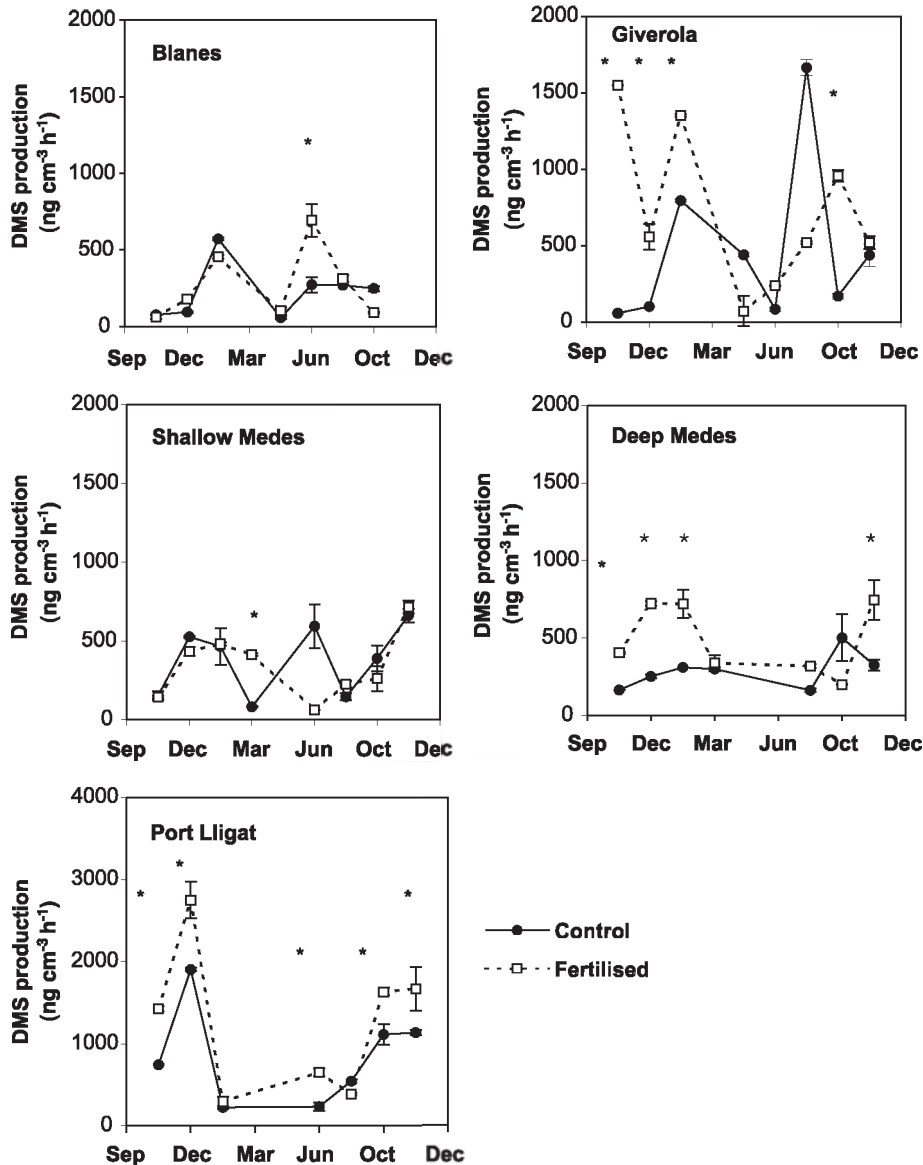 Blanes
DMS production
(ng cm⁻³ h⁻¹)
2000
1500
1000
500
0
*
Sep Dec Mar Jun Oct Dec
Giverola
DMS production
(ng cm⁻³ h⁻¹)
2000
1500
1000
500
0
* * *
*
Sep Dec Mar Jun Oct Dec
Shallow Medes
DMS production
(ng cm⁻³ h⁻¹)
2000
1500
1000
500
0
*
Sep Dec Mar Jun Oct Dec
Deep Medes
DMS production
(ng cm⁻³ h⁻¹)
2000
1500
1000
500
0
* * * *
Sep Dec Mar Jun Oct Dec
Port Lligat
DMS production
(ng cm⁻³ h⁻¹)
4000
3000
2000
1000
0
* * * * *
Sep Dec Mar Jun Oct Dec
Control
Fertilised